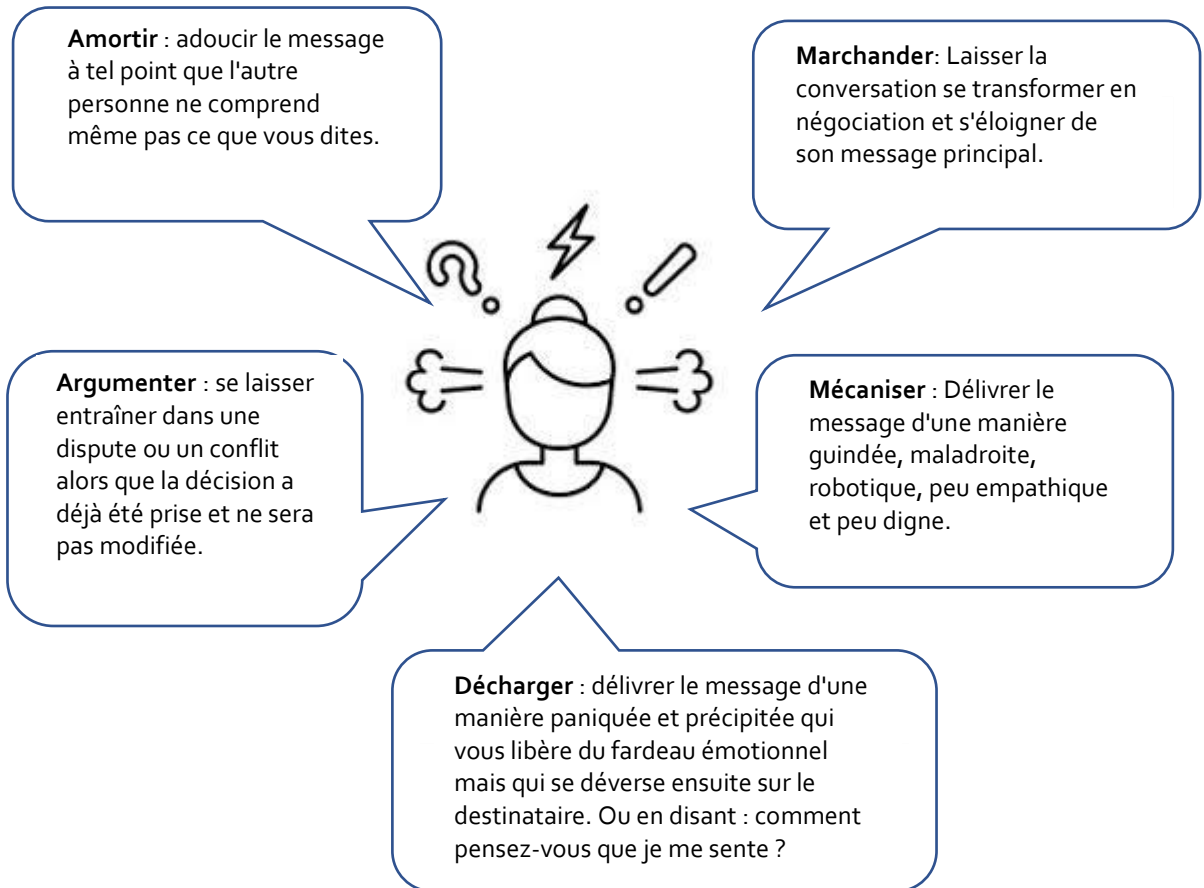 Amortir : adoucir le message
à tel point que l'autre
personne ne comprend
même pas ce que vous dites.
Marchander: Laisser la
conversation se transformer en
négociation et s'éloigner de
son message principal.
Argumenter : se laisser
entraîner dans une
dispute ou un conflit
alors que la décision a
déjà été prise et ne sera
pas modifiée.
Mécaniser : Délivrer le
message d'une manière
guindée, maladroite,
robotique, peu empathique
et peu digne.
Décharger : délivrer le message d'une
manière paniquée et précipitée qui
vous libère du fardeau émotionnel
mais qui se déverse ensuite sur le
destinataire. Ou en disant : comment
pensez-vous que je me sente ?